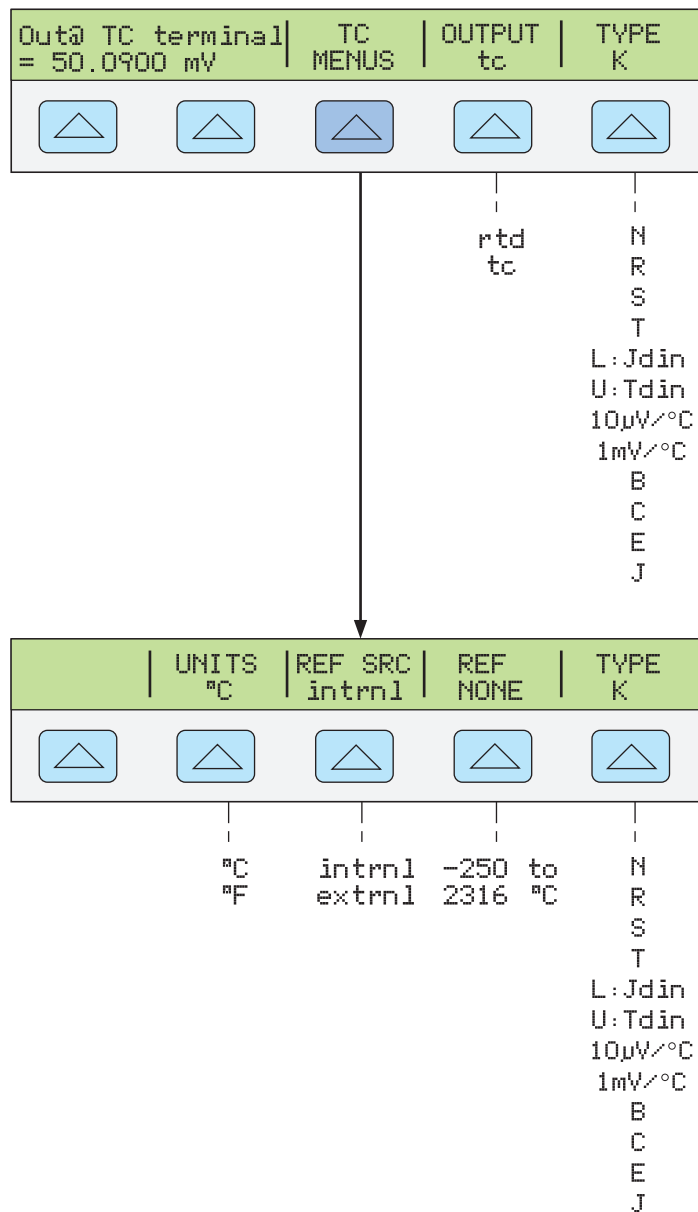 Out@ TC terminal TC OUTPUT TYPE
= 50.0900 mV MENUS tc K
rtd
tc
N
R
S
T
L:Jdin
U:Tdin
10µV/°C
1mV/°C
B
C
E
J
UNITS REF SRC REF TYPE
°C intrnl NONE K
°C
°F
intrnl
extrnl
-250 to
2316 °C
N
R
S
T
L:Jdin
U:Tdin
10µV/°C
1mV/°C
B
C
E
J